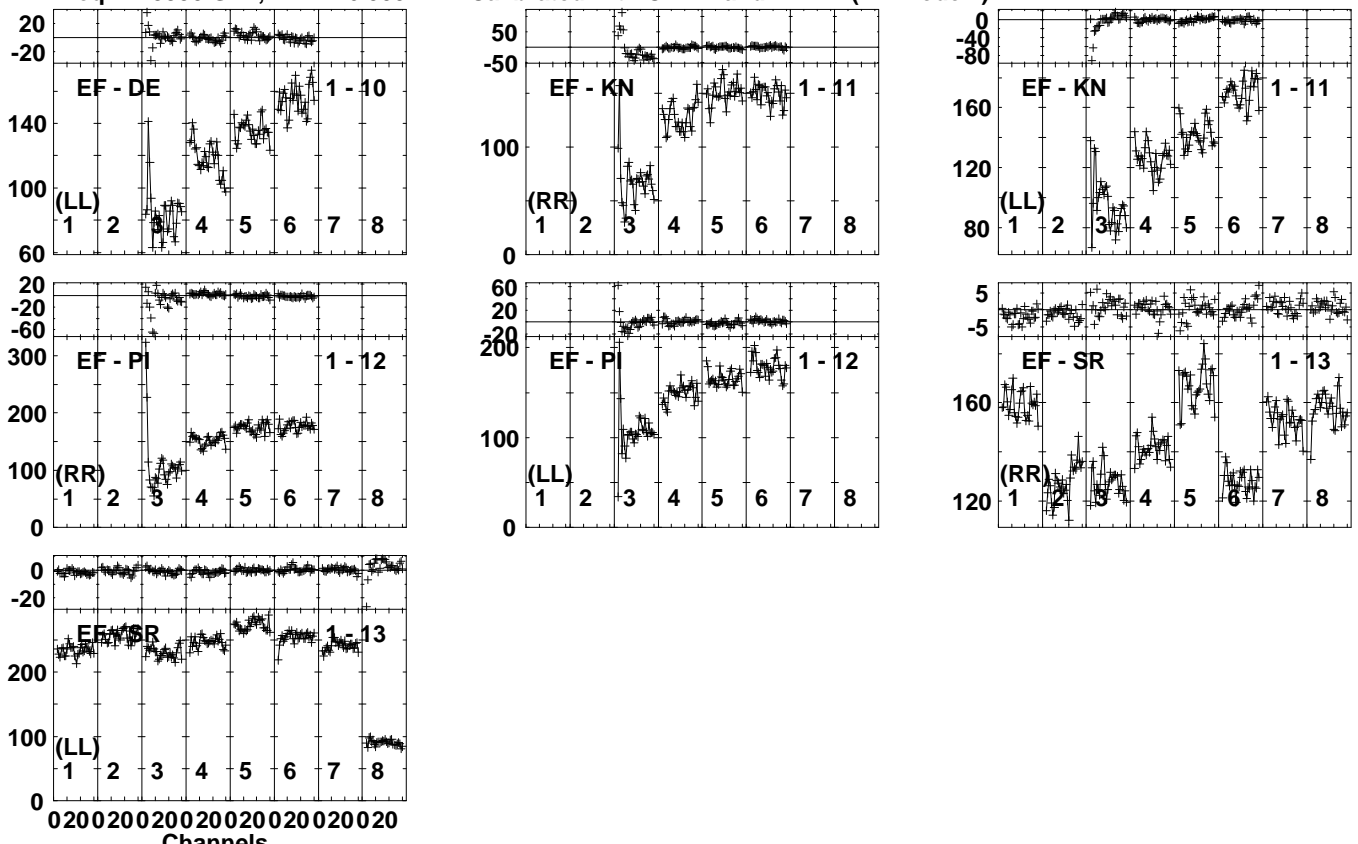 20
-20
EF - DE 1 - 10
140
100
60
(LL)
1 2 3 4 5 6 7 8
50
-50
EF - KN 1 - 11
100
0
(RR)
1 2 3 4 5 6 7 8
0
-40
-80
EF - KN 1 - 11
160
120
80
(LL)
1 2 3 4 5 6 7 8
20
-20
-60
EF - PI 1 - 12
300
200
100
0
(RR)
1 2 3 4 5 6 7 8
60
20
-20
EF - PI 1 - 12
200
100
0
(LL)
1 2 3 4 5 6 7 8
5
-5
EF - SR 1 - 13
160
120
(RR)
1 2 3 4 5 6 7 8
0
-20
EF - SR 1 - 13
200
100
0
(LL)
1 2 3 4 5 6 7 8
0 20 0 20 0 20 0 20 0 20 0 20 0 20 0 20
Channels